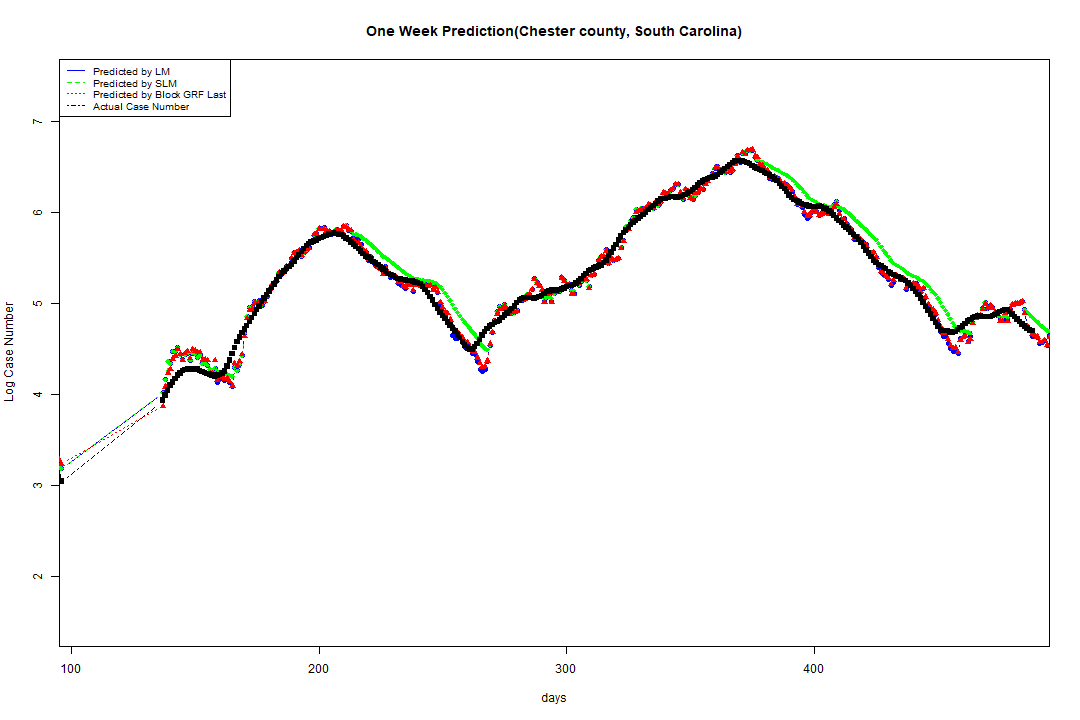 One Week Prediction(Chester county, South Carolina)
Predicted by LM
Predicted by SLM
Predicted by Block GRF Last
Actual Case Number
7
6
5
4
3
2
Log Case Number
100
200
300
400
days